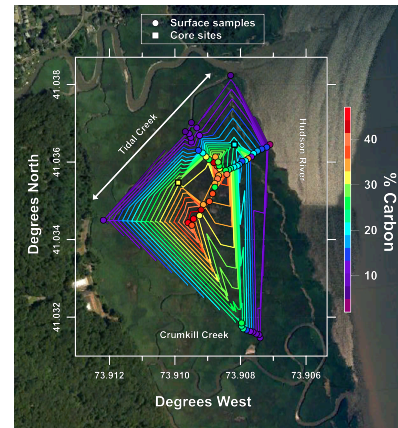 Surface samples
Core sites
41.038
41.036
41.034
41.032
Degrees North
Tidal Creek
Hudson River
Crumkill Creek
40
30
20
10
% Carbon
73.912 73.910 73.908 73.906
Degrees West